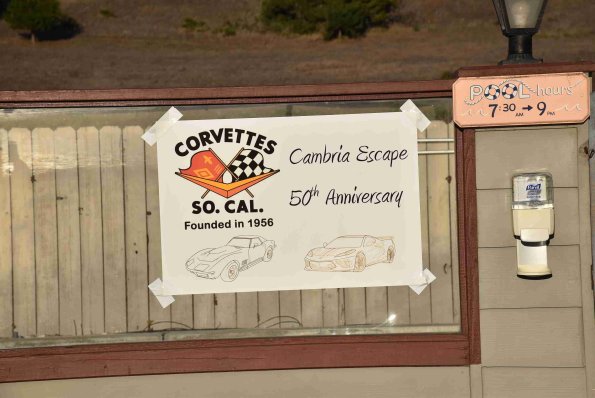 CORVETTES
SO. CAL.
Founded in 1956
Cambria Escape
50th Anniversary
POOL hours
7:30 AM → 9 PM